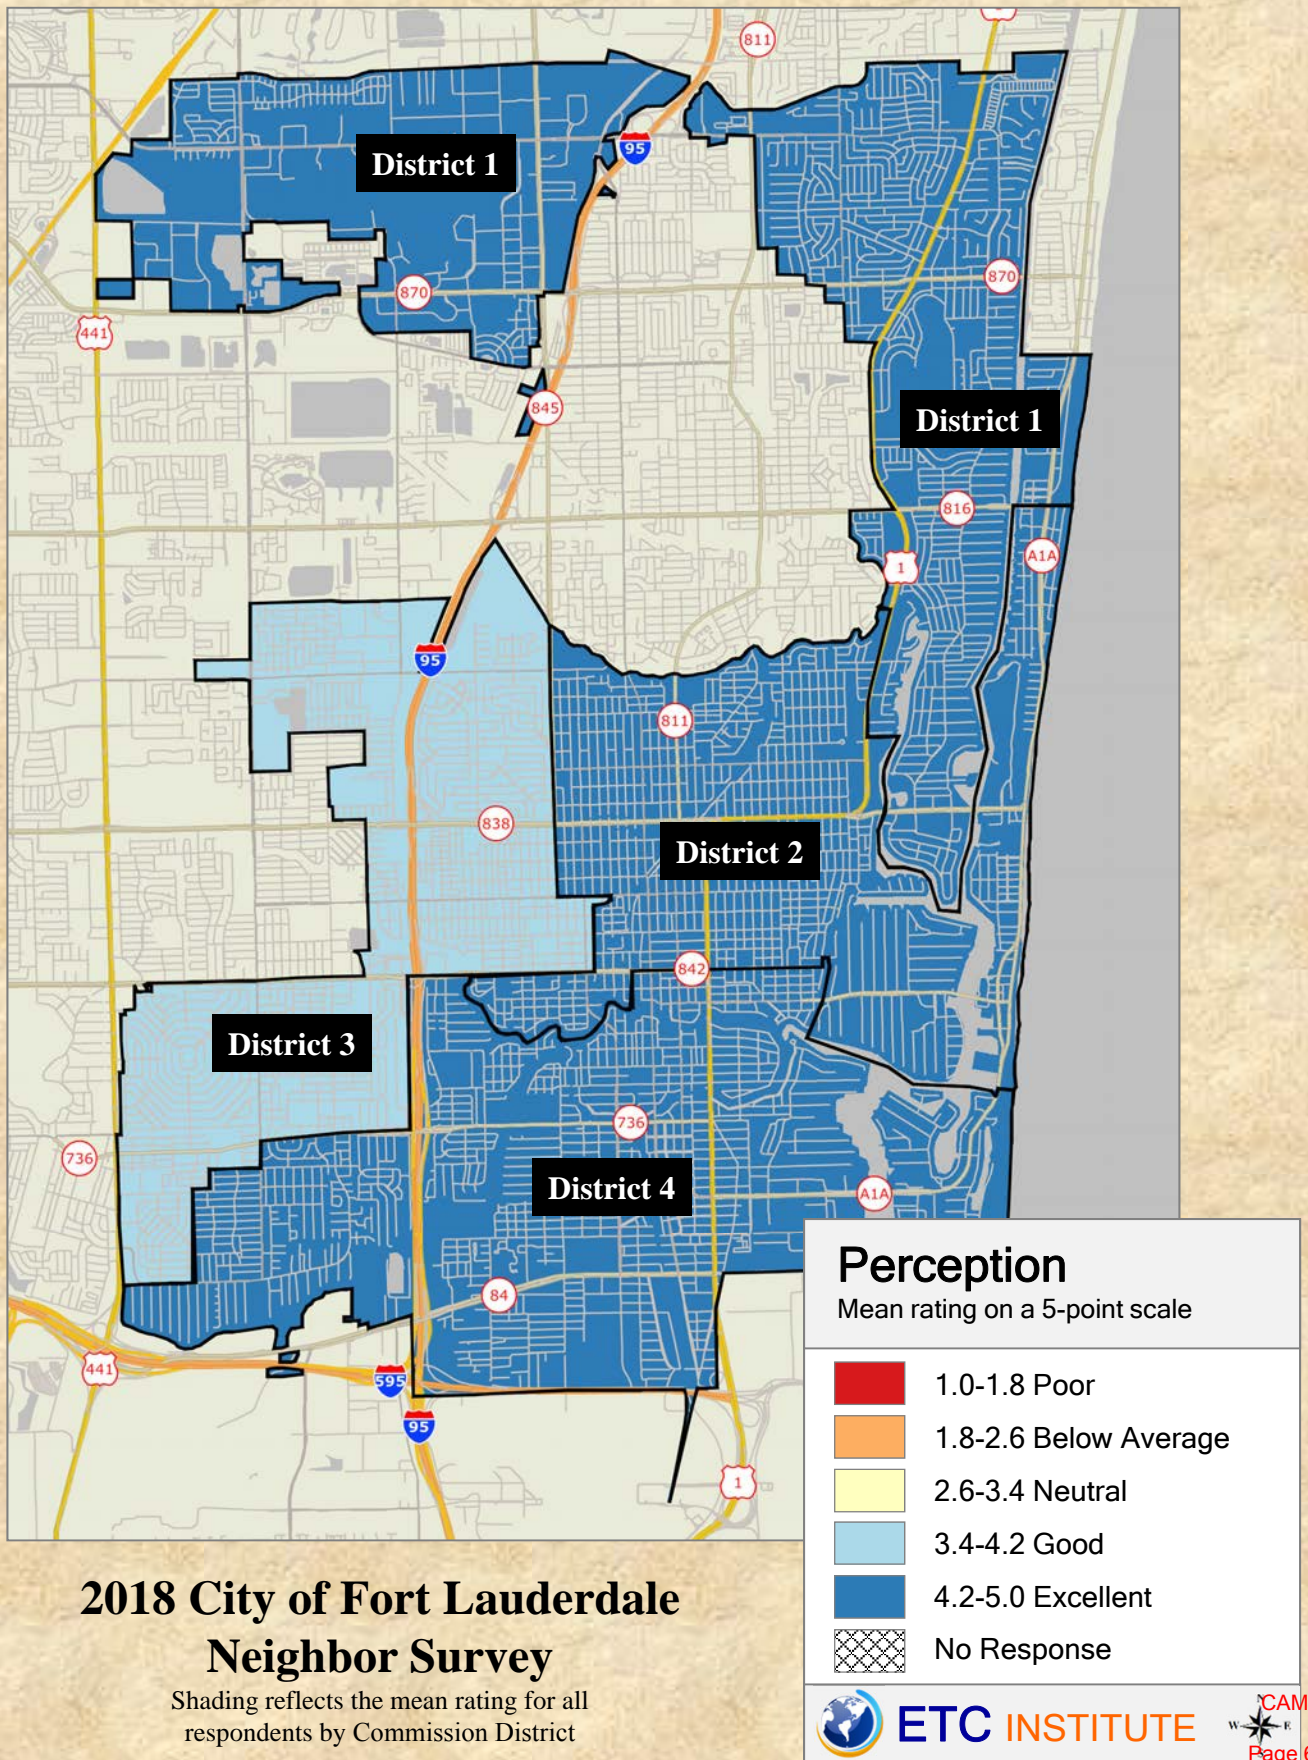 811
95
District 1
870
870
441
845
District 1
816
A1A
1
95
811
838
District 2
842
District 3
736
736
District 4
A1A
84
441
595
95
1
Perception
Mean rating on a 5-point scale
1.0-1.8 Poor
1.8-2.6 Below Average
2.6-3.4 Neutral
3.4-4.2 Good
4.2-5.0 Excellent
No Response
2018 City of Fort Lauderdale
Neighbor Survey
Shading reflects the mean rating for all
respondents by Commission District
ETC INSTITUTE
W E
CAM
Page